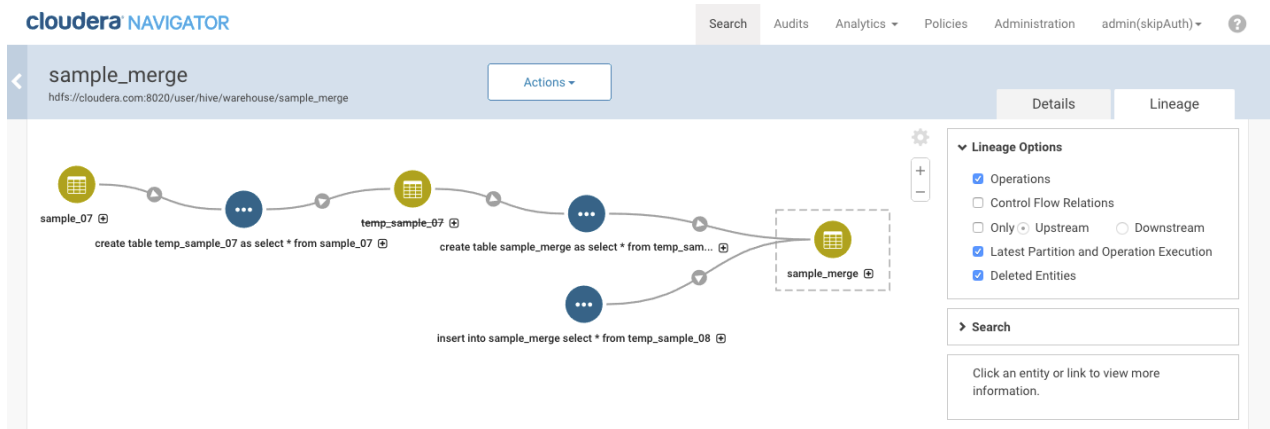 cloudera NAVIGATOR
Search Audits Analytics Policies Administration admin(skipAuth) ?
sample_merge
hdfs://cloudera.com:8020/user/hive/warehouse/sample_merge
Actions
Details Lineage
sample_07
create table temp_sample_07 as select * from sample_07
temp_sample_07
create table sample_merge as select * from temp_sam...
sample_merge
insert into sample_merge select * from temp_sample_08
Lineage Options
Operations
Control Flow Relations
Only Upstream Downstream
Latest Partition and Operation Execution
Deleted Entities
Search
Click an entity or link to view more
information.